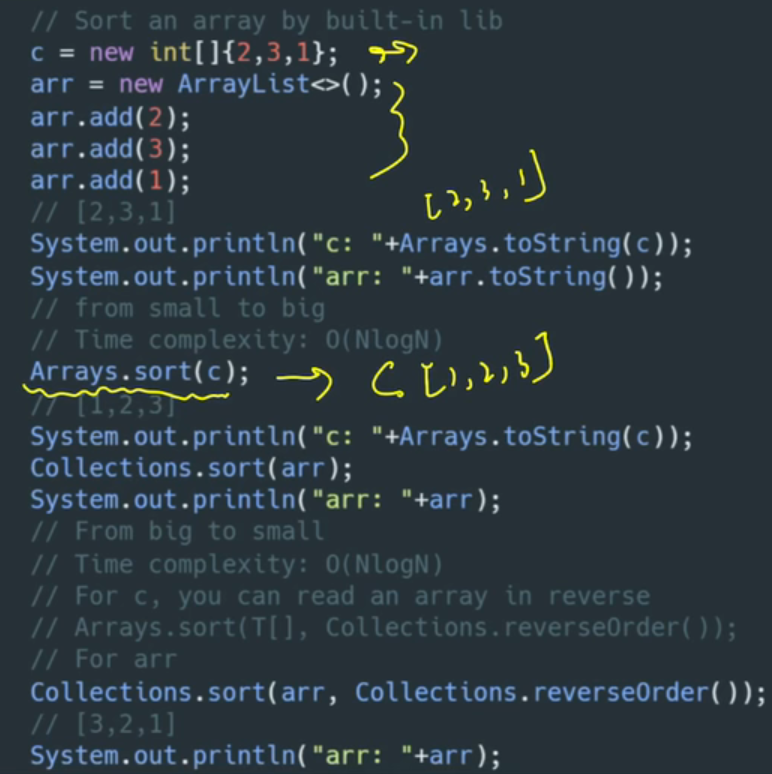 // Sort an array by built-in lib
c = new int[]{2,3,1};
arr = new ArrayList<>();
arr.add(2);
arr.add(3);
arr.add(1);
[2,3,1]
// [2,3,1]
System.out.println("c: "+Arrays.toString(c));
System.out.println("arr: "+arr.toString());
// from small to big
// Time complexity: O(NlogN)
Arrays.sort(c); → C [1,2,3]
// [1,2,3]
System.out.println("c: "+Arrays.toString(c));
Collections.sort(arr);
System.out.println("arr: "+arr);
// From big to small
// Time complexity: O(NlogN)
// For c, you can read an array in reverse
// Arrays.sort(T[], Collections.reverseOrder());
// For arr
Collections.sort(arr, Collections.reverseOrder());
// [3,2,1]
System.out.println("arr: "+arr);